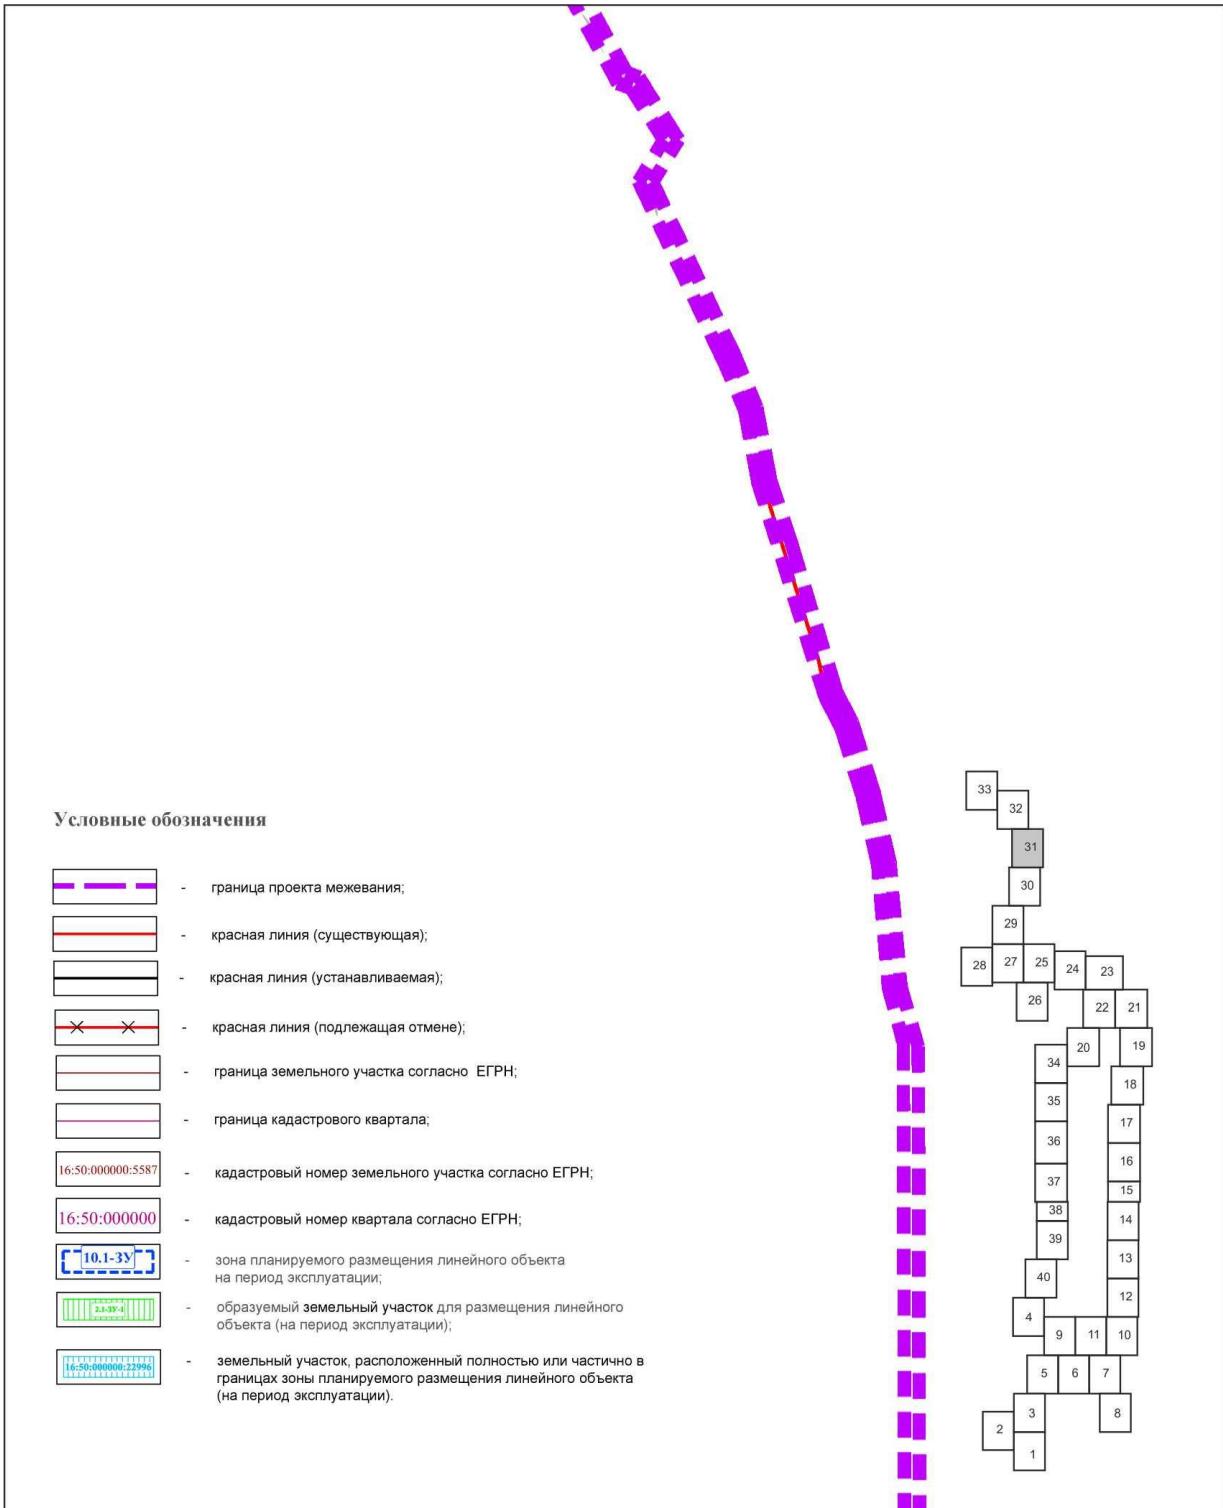 Условные обозначения
- граница проекта межевания;
- красная линия (существующая);
- красная линия (устанавливаемая);
- красная линия (подлежащая отмене);
- граница земельного участка согласно ЕГРН;
- граница кадастрового квартала;
16:50:000000:5587 - кадастровый номер земельного участка согласно ЕГРН;
16:50:000000 - кадастровый номер квартала согласно ЕГРН;
10.1-ЗУ - зона планируемого размещения линейного объекта
на период эксплуатации;
2.1-ЗУ-1 - образуемый земельный участок для размещения линейного
объекта (на период эксплуатации);
16:50:000000:22996 - земельный участок, расположенный полностью или частично в
границах зоны планируемого размещения линейного объекта
(на период эксплуатации).
33
32
31
30
29
28 27 25 24 23
26 22 21
20 19
34
18
35
17
36
16
37
15
38
14
39
13
40
12
4
9 11 10
5 6 7
3 8
2
1